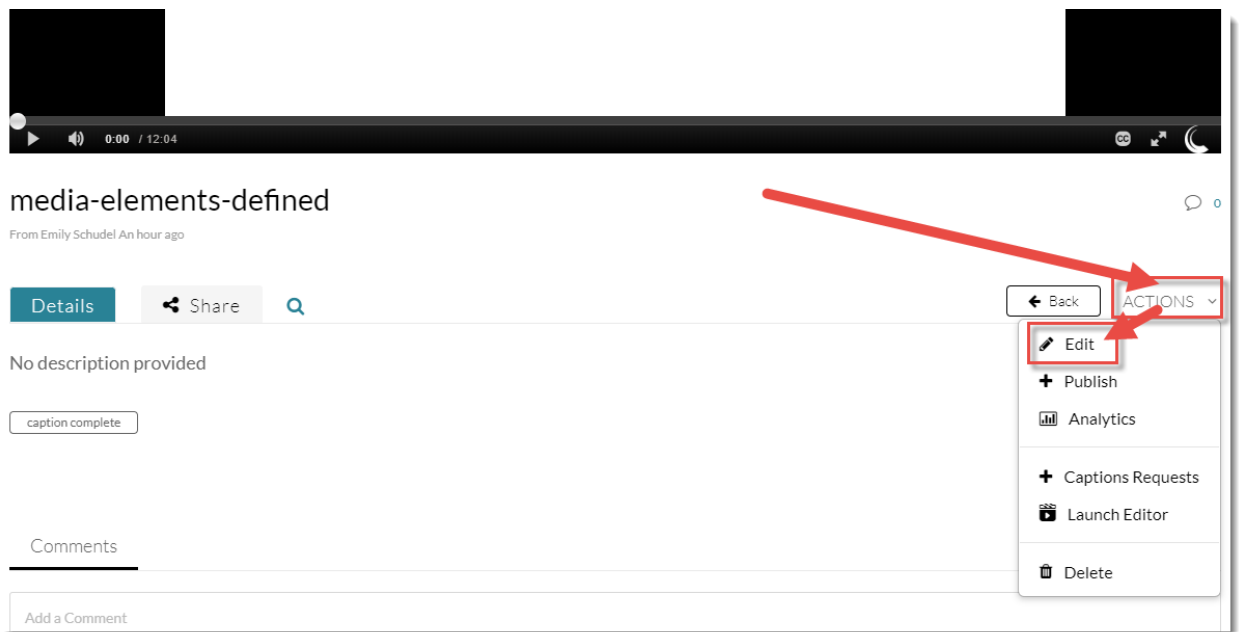 0:00 / 12:04
CC
media-elements-defined
0
From Emily Schudel An hour ago
Details
Share
Back
ACTIONS
Edit
No description provided
Publish
caption complete
Analytics
Captions Requests
Launch Editor
Comments
Delete
Add a Comment